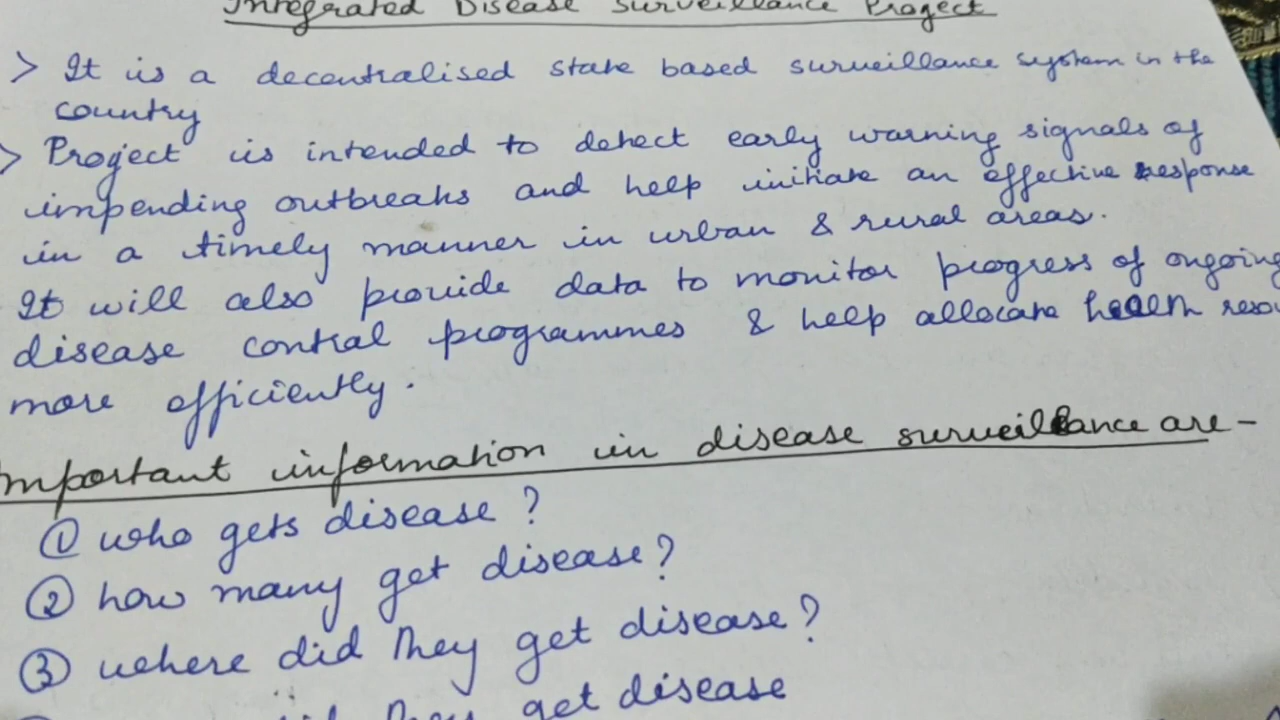 Integrated Disease Surveillance Project
> It is a decentralised state based surveillance system in the
country
> Project is intended to detect early warning signals of
impending outbreaks and help initiate an effective response
in a timely manner in urban & rural areas.
It will also provide data to monitor progress of ongoing
disease control programmes & help allocate health
more efficiently.
important information in disease surveillance are -
① who gets disease ?
② how many get disease?
③ where did they get disease?
they get disease